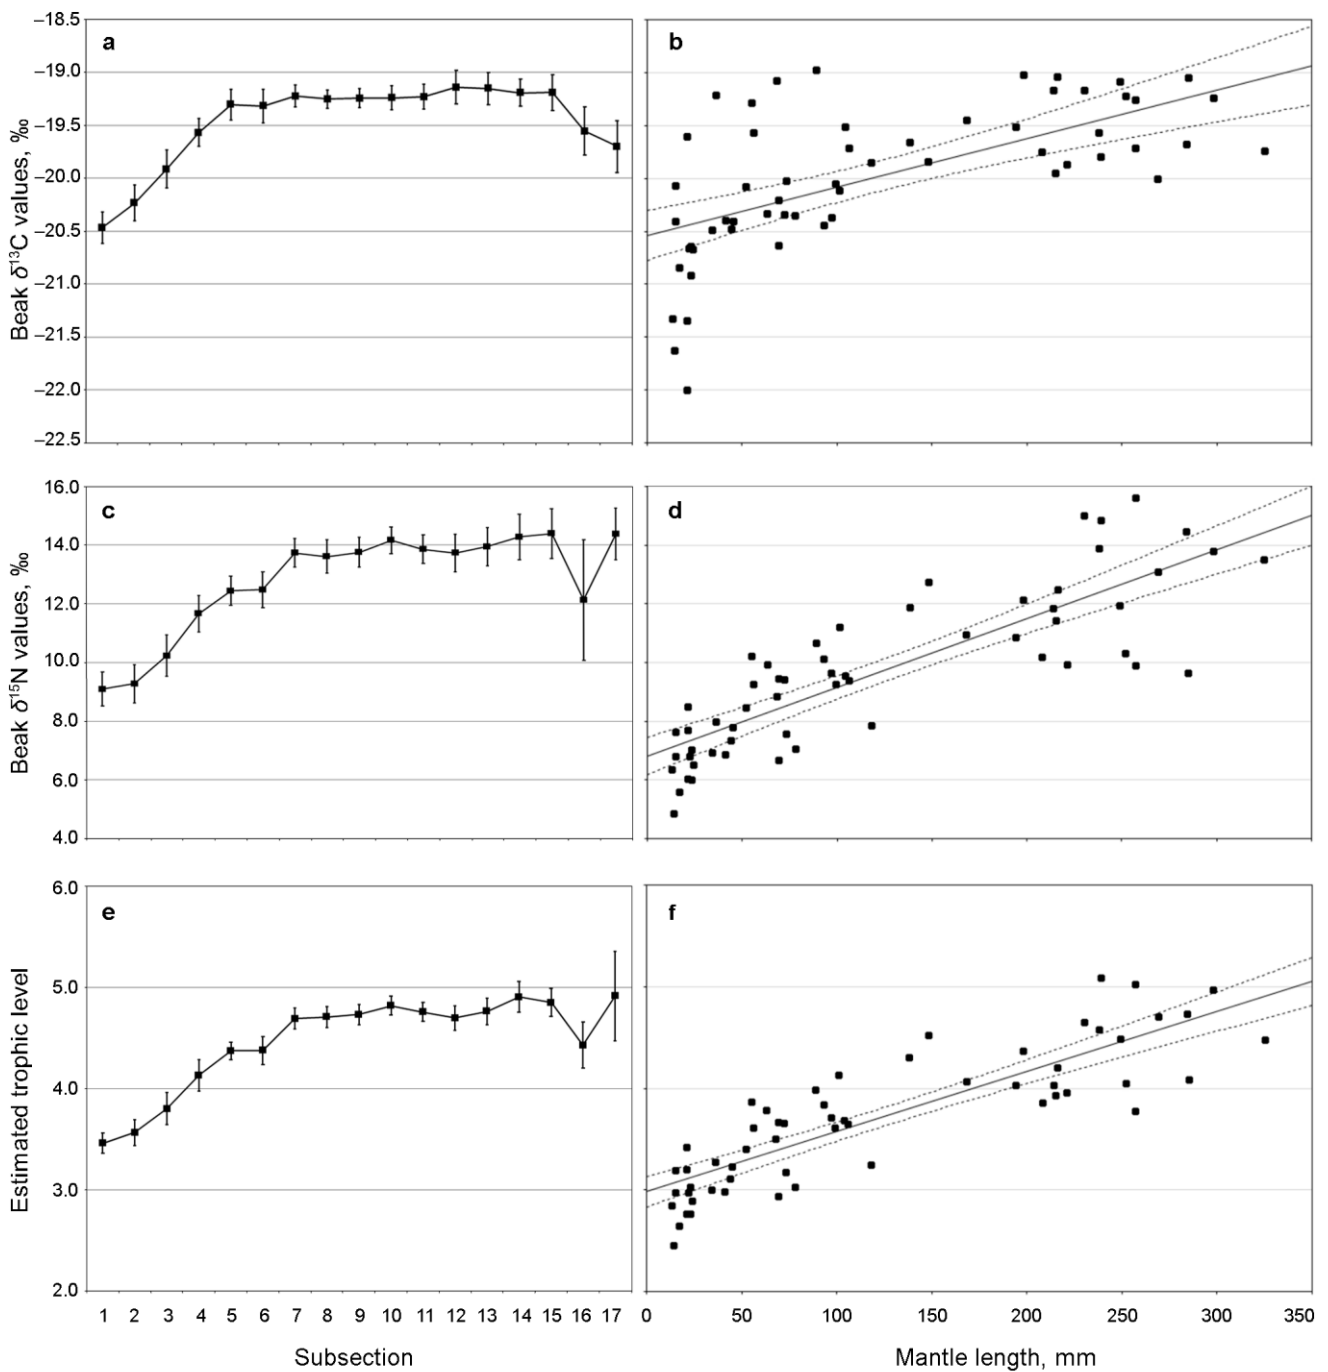 a
b
–18.5
–19.0
–19.5
–20.0
–20.5
–21.0
–21.5
–22.0
–22.5
Beak δ13C values, ‰
c
d
16.0
14.0
12.0
10.0
8.0
6.0
4.0
Beak δ15N values, ‰
e
f
6.0
5.0
4.0
3.0
2.0
Estimated trophic level
1 2 3 4 5 6 7 8 9 10 11 12 13 14 15 16 17
0 50 100 150 200 250 300 350
Subsection
Mantle length, mm